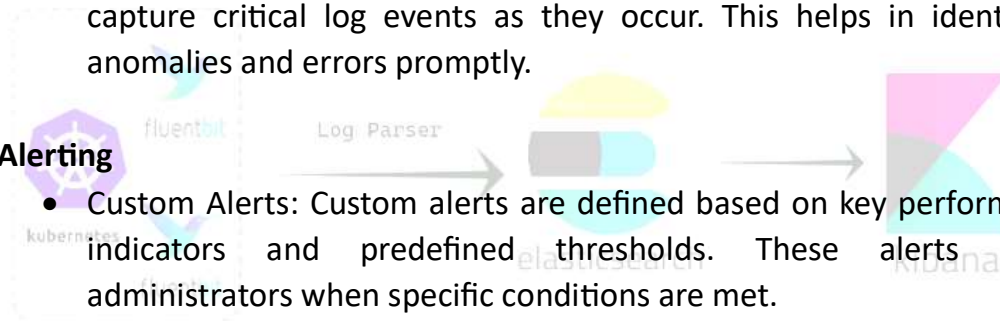 capture critical log events as they occur. This helps in ident
anomalies and errors promptly.
fluentbit
Log Parser
Alerting
• Custom Alerts: Custom alerts are defined based on key perform
kubernetes
indicators and predefined thresholds. These alerts
elasticsearch
kibana
administrators when specific conditions are met.
fluentbit